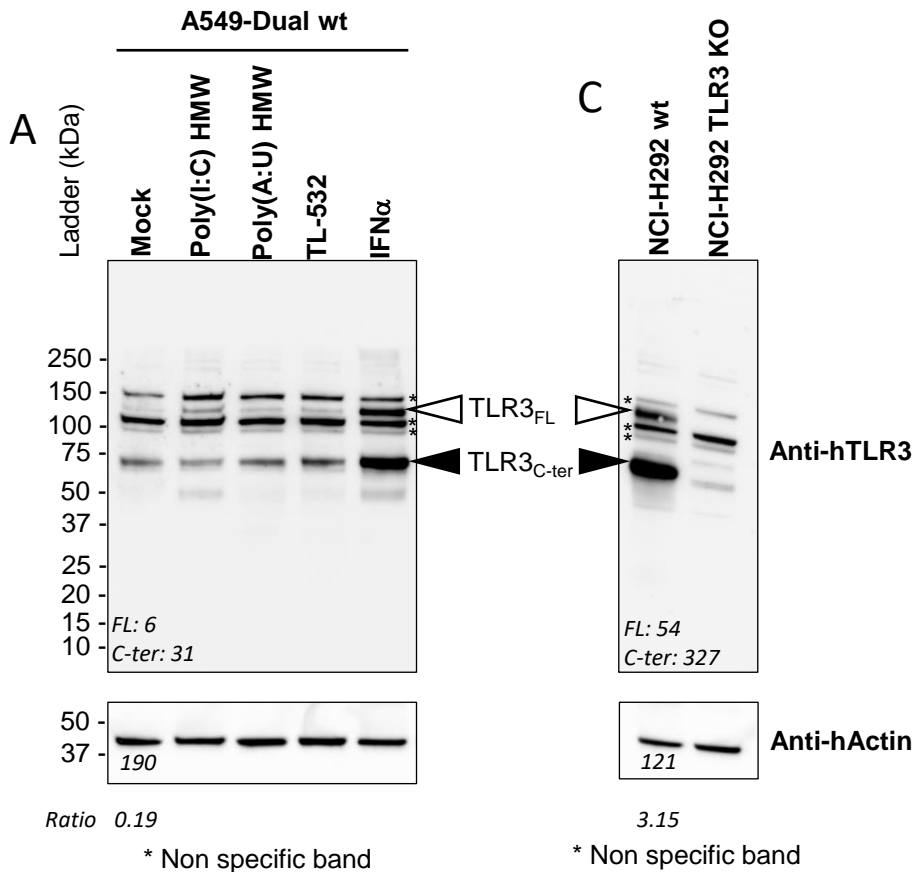 A549-Dual wt
A
C
Ladder (kDa)
Mock
Poly(I:C) HMW
Poly(A:U) HMW
TL-532
IFNα
NCI-H292 wt
NCI-H292 TLR3 KO
250 -
150 -
100 -
75 -
50 -
37 -
25 -
20 -
15 -
10 -
*
*
*
TLR3FL
TLR3C-ter
*
*
*
Anti-hTLR3
FL: 6
C-ter: 31
FL: 54
C-ter: 327
50 -
37 -
190
121
Anti-hActin
Ratio 0.19
3.15
* Non specific band
* Non specific band